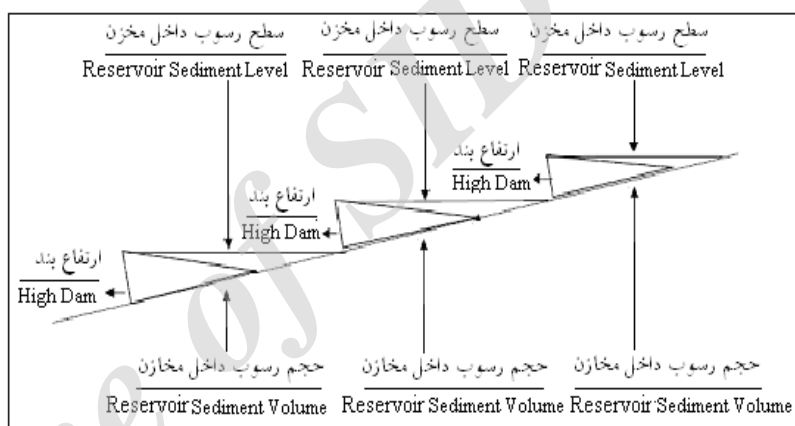 سطح رسوب داخل مخزن
Reservoir Sediment Level
سطح رسوب داخل مخزن
Reservoir Sediment Level
سطح رسوب داخل مخزن
Reservoir Sediment Level
ارتفاع بند
High Dam
ارتفاع بند
High Dam
ارتفاع بند
High Dam
حجم رسوب داخل مخازن
Reservoir Sediment Volume
حجم رسوب داخل مخازن
Reservoir Sediment Volume
حجم رسوب داخل مخازن
Reservoir Sediment Volume
e of SID